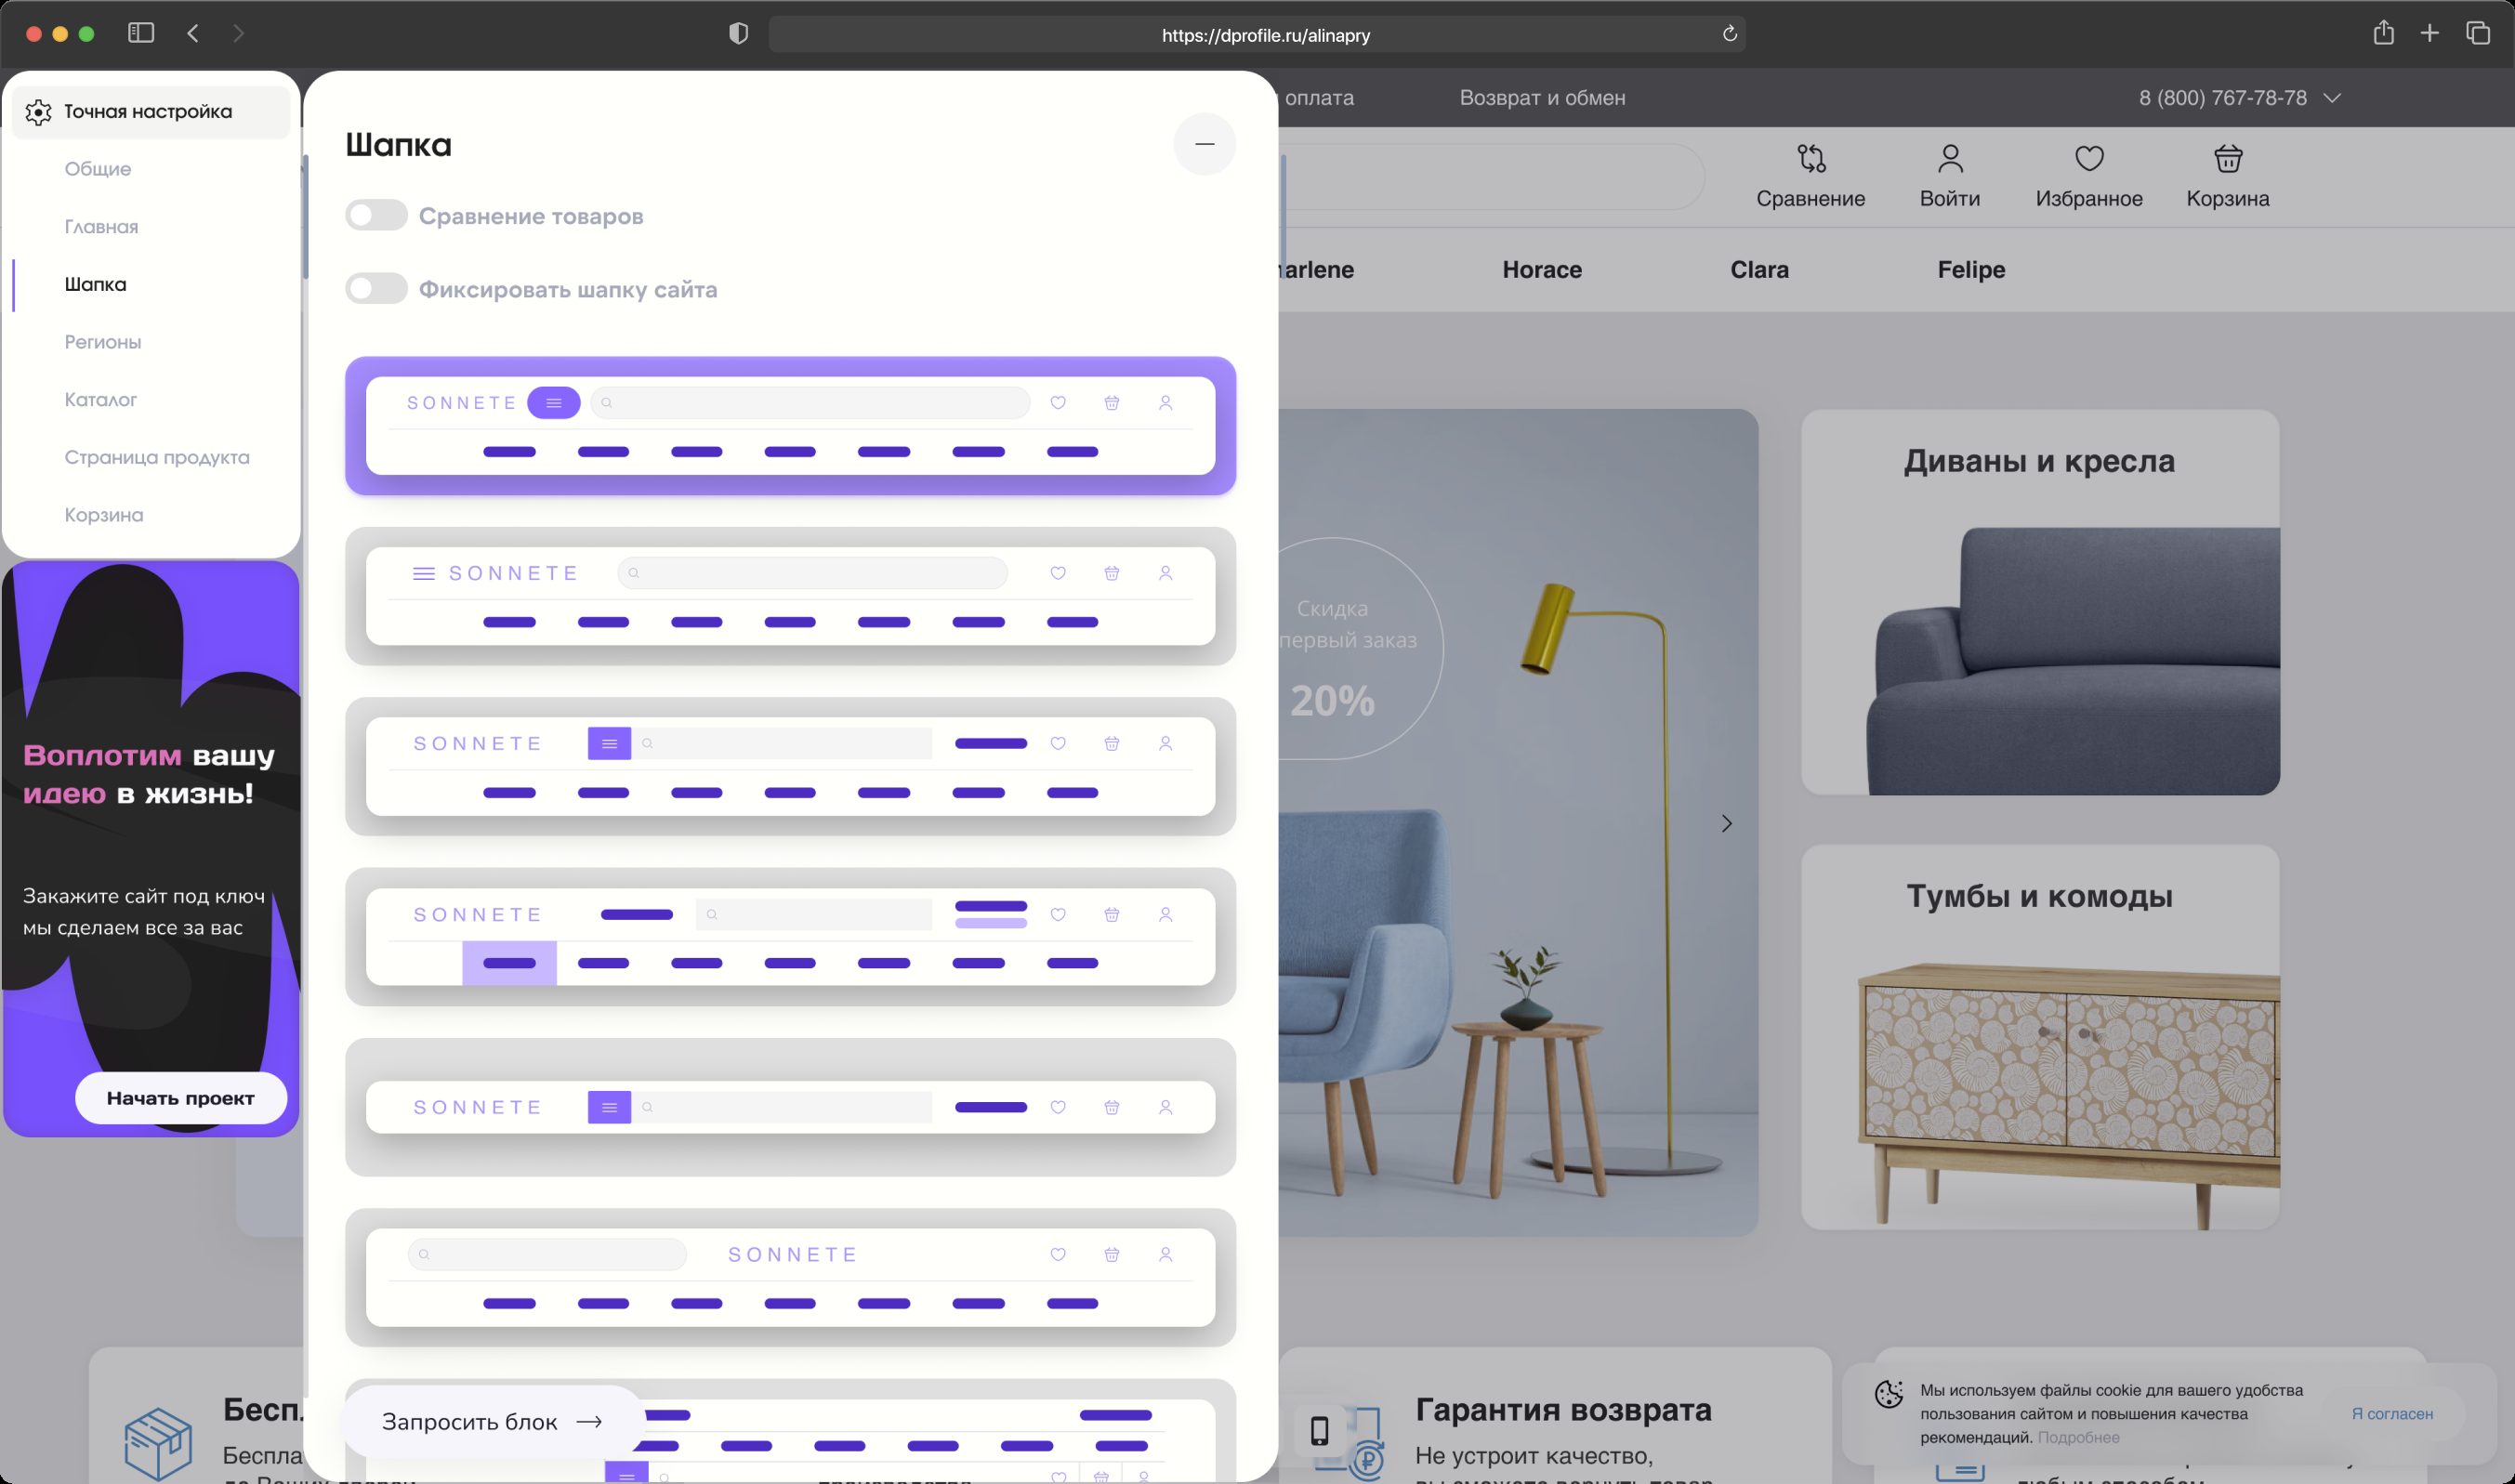 https://dprofile.ru/alinapry
оплата
Возврат и обмен
8 (800) 767-78-78
Точная настройка
Общие
Главная
Шапка
Регионы
Каталог
Страница продукта
Корзина
Воплотим вашу
идею в жизнь!
Закажите сайт под ключ
мы сделаем все за вас
Начать проект
Шапка
Сравнение товаров
Фиксировать шапку сайта
SONNETE
SONNETE
SONNETE
SONNETE
SONNETE
SONNETE
Запросить блок
Сравнение
Войти
Избранное
Корзина
arlene
Horace
Clara
Felipe
Скидка
первый заказ
20%
Диваны и кресла
Тумбы и комоды
Бесп
Беспла
Гарантия возврата
Не устроит качество,
вы сможете вернуть товар
Мы используем файлы cookie для вашего удобства
пользования сайтом и повышения качества
рекомендаций. Подробнее
Я согласен